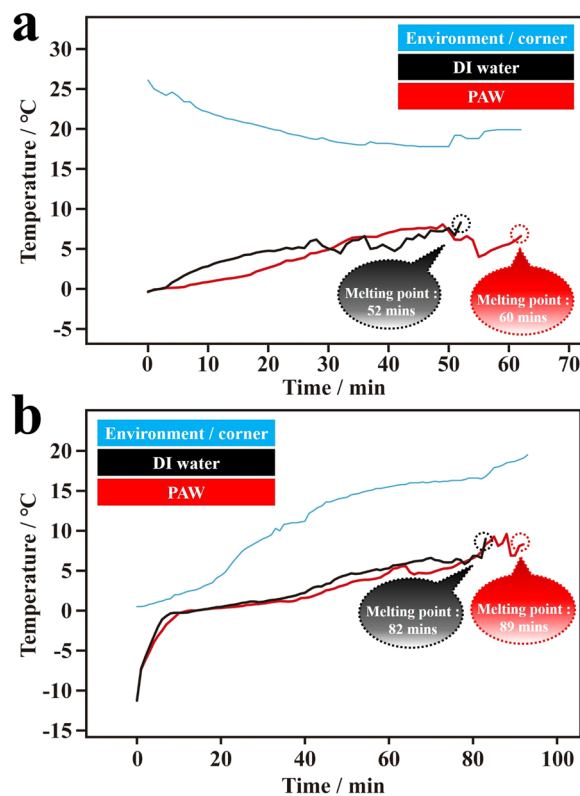 a
Environment / corner
DI water
PAW
Temperature / °C
30
25
20
15
10
5
0
-5
Melting point :
52 mins
Melting point :
60 mins
0
10
20
30
40
50
60
70
Time / min
b
Environment / corner
DI water
PAW
Temperature / °C
20
15
10
5
0
-5
-10
-15
Melting point :
82 mins
Melting point :
89 mins
0
20
40
60
80
100
Time / min